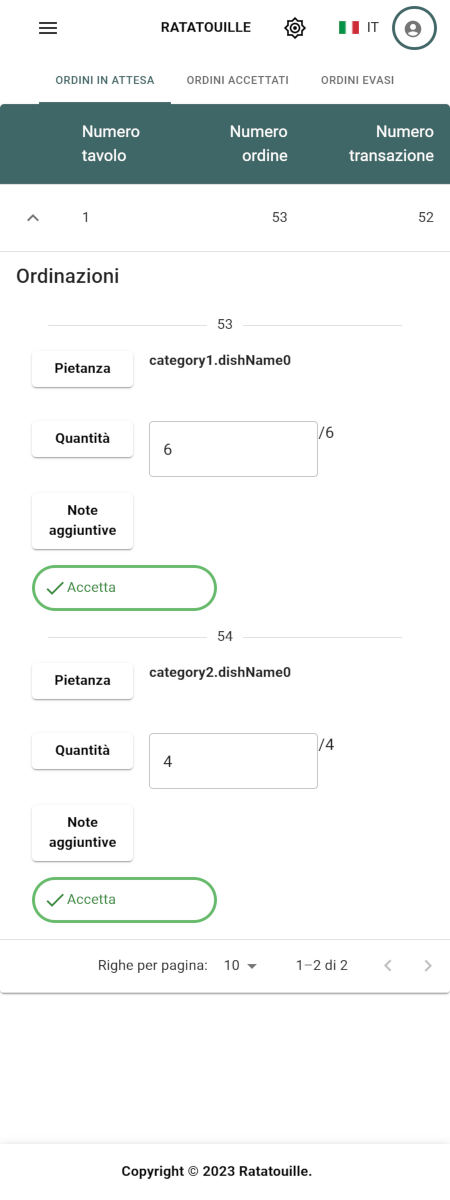 RATATOUILLE
IT
ORDINI IN ATTESA
ORDINI ACCETTATI
ORDINI EVASI
Numero
tavolo
Numero
ordine
Numero
transazione
1
53
52
Ordinazioni
53
Pietanza
category1.dishName0
Quantità
6
/6
Note
aggiuntive
Accetta
54
Pietanza
category2.dishName0
Quantità
4
/4
Note
aggiuntive
Accetta
Righe per pagina:
10
1–2 di 2
Copyright © 2023 Ratatouille.